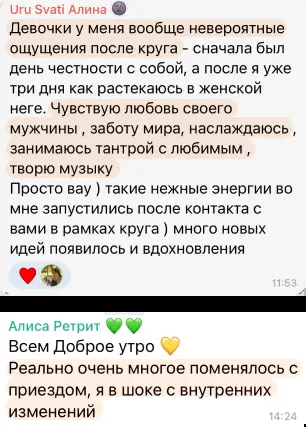 Uru Svati Алина
Девочки у меня вообще невероятные
ощущения после круга - сначала был
день честности с собой, а после я уже
три дня как растекаюсь в женской
неге. Чувствую любовь своего
мужчины , заботу мира, наслаждаюсь ,
занимаюсь тантрой с любимым ,
творю музыку
Просто вау ) такие нежные энергии во
мне запустились после контакта с
вами в рамках круга ) много новых
идей появилось и вдохновления
11:53
Алиса Ретрит 💚💚
Всем Доброе утро 💛
Реально очень многое поменялось с
приездом, я в шоке с внутренних
изменений
14:24